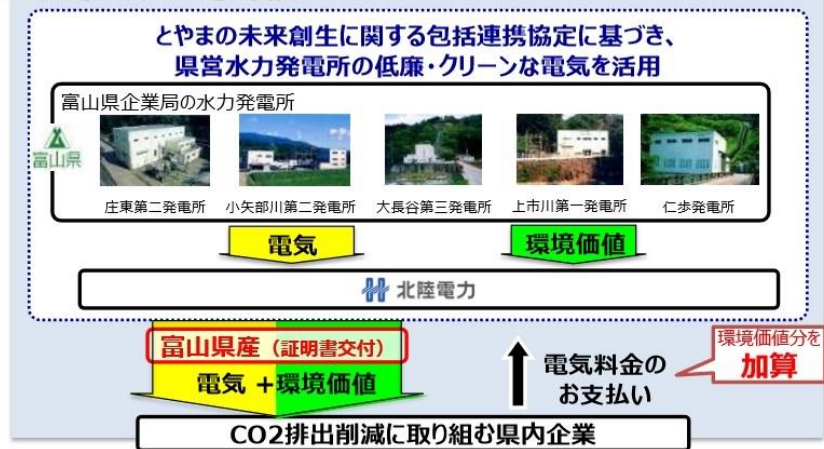 とやまの未来創生に関する包括連携協定に基づき、
県営水力発電所の低廉・クリーンな電気を活用
富山県企業局の水力発電所
富山県
庄東第二発電所 小矢部川第二発電所 大長谷第三発電所 上市川第一発電所 仁歩発電所
電気 環境価値
北陸電力
富山県産（証明書交付）
電気 + 環境価値
電気料金の
お支払い
環境価値分を
加算
CO2排出削減に取り組む県内企業